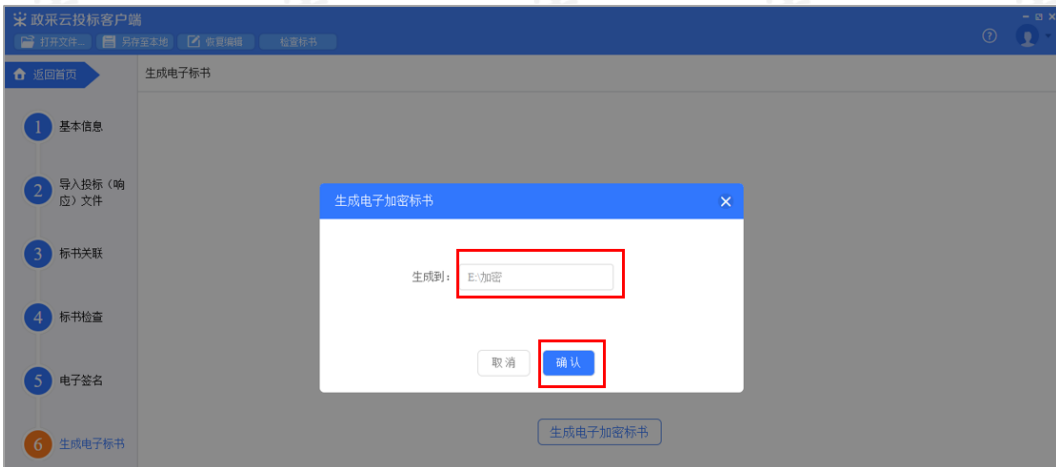 政采云投标客户端
打开文件... 另存至本地 恢复编辑 检查标书
返回首页 生成电子标书
1 基本信息
2 导入投标（响应）文件
3 标书关联
4 标书检查
5 电子签名
6 生成电子标书
生成电子加密标书
生成到： E:\加密
取消 确认
生成电子加密标书